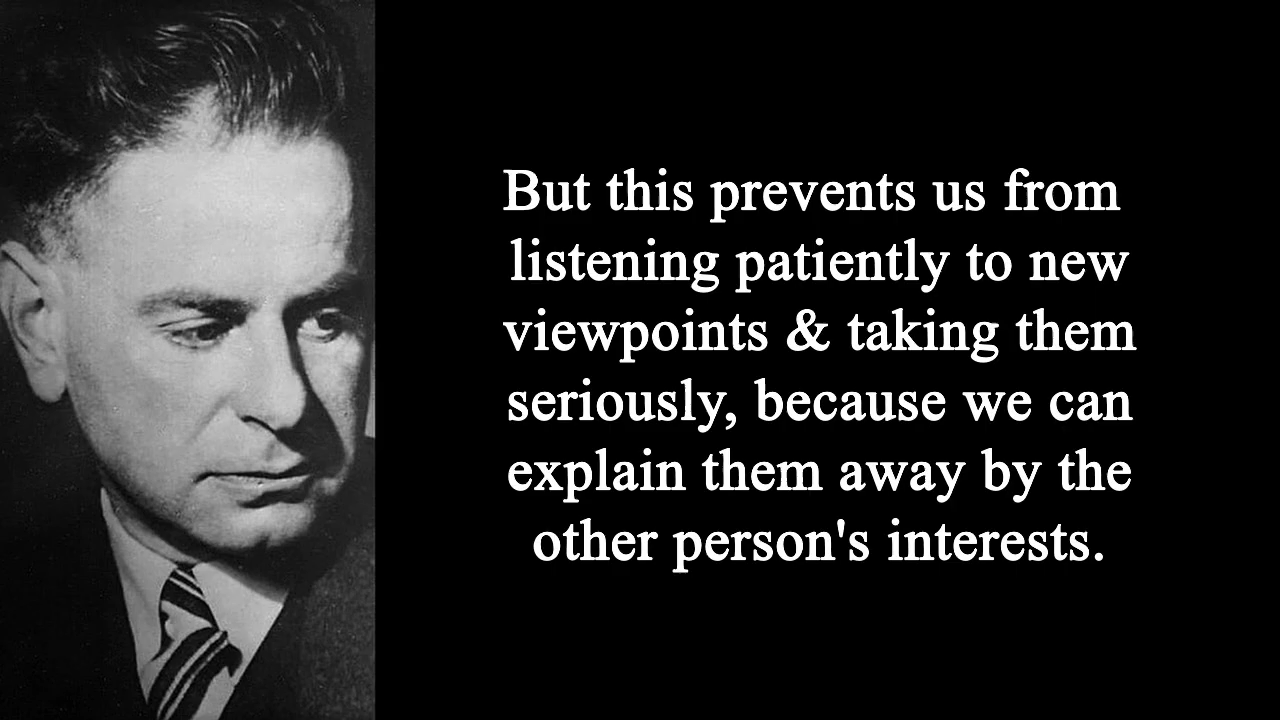 But this prevents us from
listening patiently to new
viewpoints & taking them
seriously, because we can
explain them away by the
other person's interests.